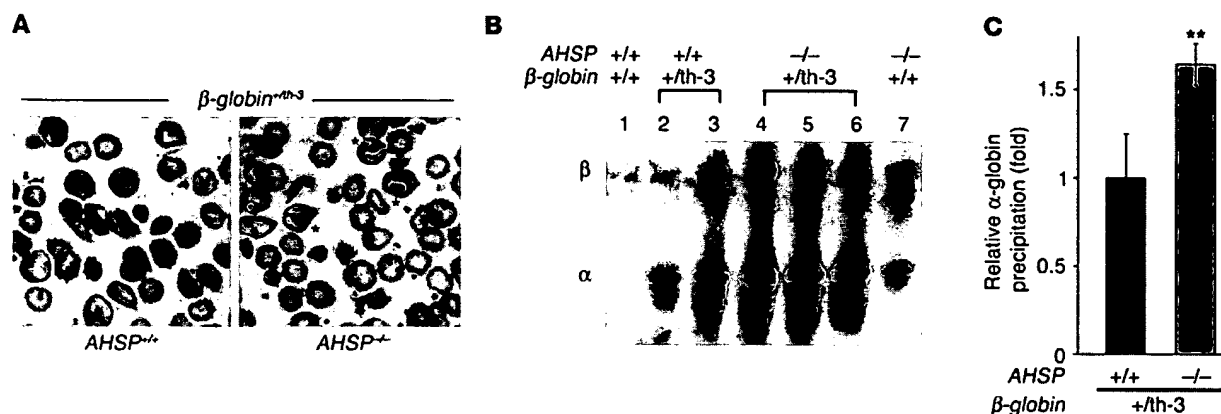 A
β-globin+/th-3
AHSP+/+
AHSP-/-
B
AHSP +/+ +/+ –/– –/–
β-globin +/+ +/th-3 +/th-3 +/+
1 2 3 4 5 6 7
β
α
C
**
Relative α-globin
precipitation (fold)
1.5
1
0.5
0
AHSP +/+ –/–
β-globin +/th-3